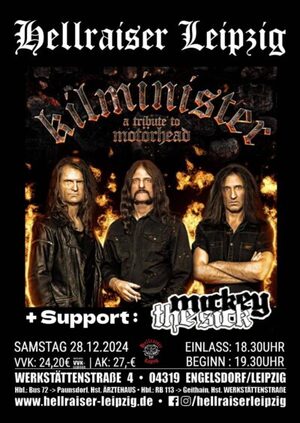 Hellraiser Leipzig
kilminister
a tribute to
motörhead
+ Support :
mickey
the sick
SAMSTAG 28.12.2024
EINLASS: 18.30UHR
VVK: 24,20€ | AK: 27,-€
BEGINN : 19.30UHR
WERKSTÄTTENSTRAßE 4 • 04319 ENGELSDORF/LEIPZIG
Hbf.: Bus 72 -> Paunsdorf, Hst. ÄRZTEHAUS • Hbf.: RB 113 -> Geithain, Hst. WERKSTÄTTENSTRAßE
www.hellraiser-leipzig.de • /hellraiserleipzig